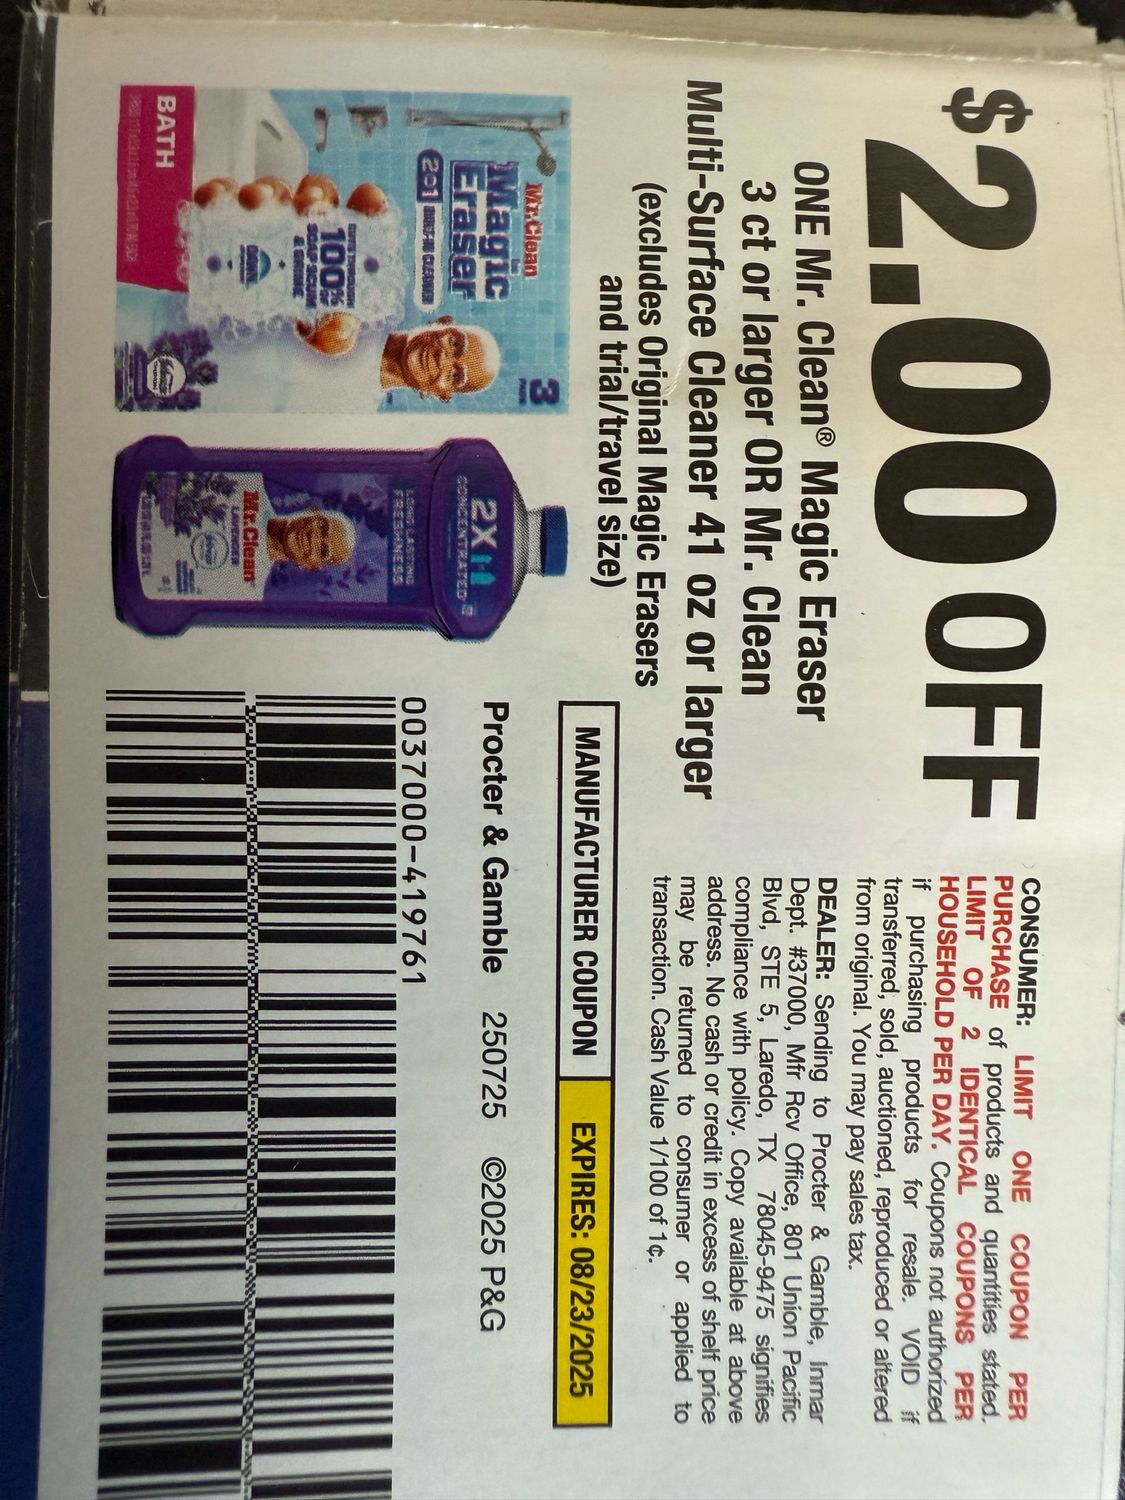 $2.00 OFF
ONE Mr. Clean® Magic Eraser
3 ct or larger OR Mr. Clean
Multi-Surface Cleaner 41 oz or larger
(excludes Original Magic Erasers
and trial/travel size)
CONSUMER: LIMIT ONE COUPON PER
PURCHASE of products and quantities stated.
LIMIT OF 2 IDENTICAL COUPONS PER
HOUSEHOLD PER DAY. Coupons not authorized
if purchasing products for resale. VOID if
transferred, sold, auctioned, reproduced or altered
from original. You may pay sales tax.
DEALER: Sending to Procter & Gamble, Inmar
Dept. #37000, Mfr Rcv Office, 801 Union Pacific
Blvd, STE 5, Laredo, TX 78045-9475 signifies
compliance with policy. Copy available at above
address. No cash or credit in excess of shelf price
may be returned to consumer or applied to
transaction. Cash Value 1/100 of 1¢.
MANUFACTURER COUPON EXPIRES: 08/23/2025
Procter & Gamble 250725 ©2025 P&G
0037000-419761
Mr.Clean
Magic
Eraser
3
100%
SOAP SCUM
& GRIME
BATH
2X
CONCENTRATED
LONG LASTING
FRESHNESS
Mr.Clean
LAVENDER